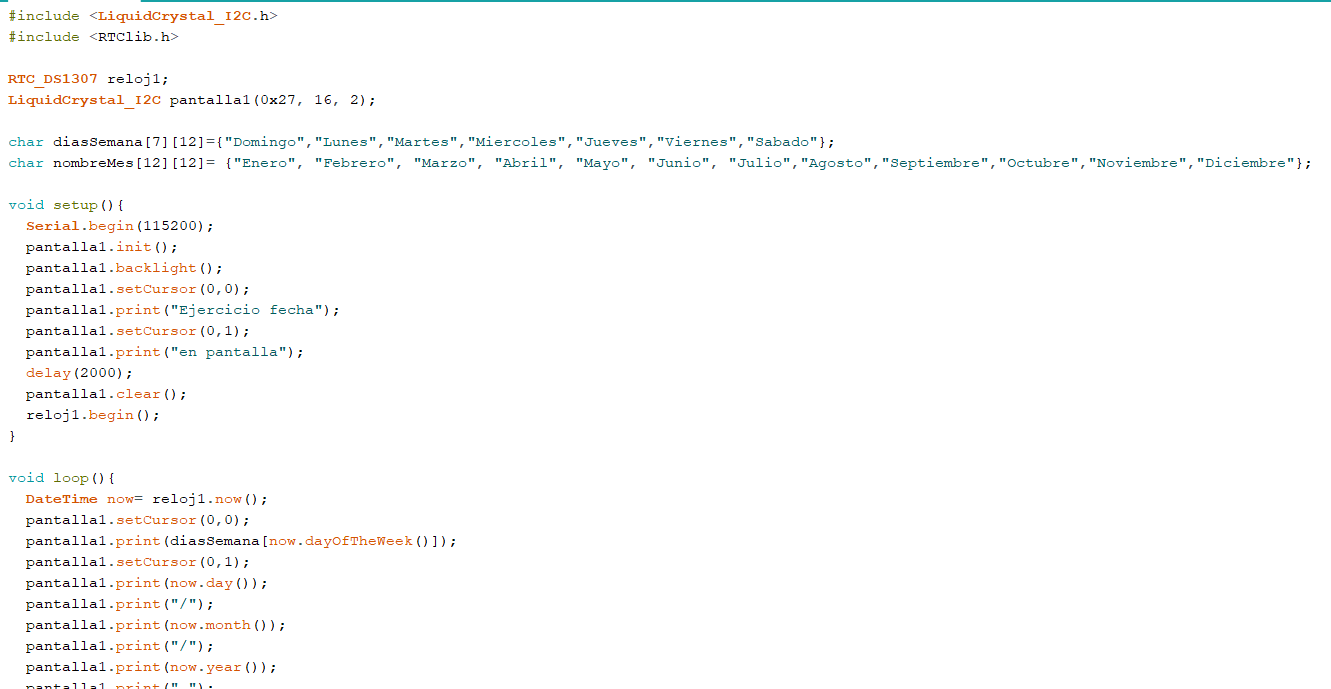 #include <LiquidCrystal_I2C.h>
#include <RTClib.h>
RTC_DS1307 reloj1;
LiquidCrystal_I2C pantalla1(0x27, 16, 2);
char diasSemana[7][12]={"Domingo","Lunes","Martes","Miercoles","Jueves","Viernes","Sabado"};
char nombreMes[12][12]= {"Enero", "Febrero", "Marzo", "Abril", "Mayo", "Junio", "Julio","Agosto","Septiembre","Octubre","Noviembre","Diciembre"};
void setup(){
  Serial.begin(115200);
  pantalla1.init();
  pantalla1.backlight();
  pantalla1.setCursor(0,0);
  pantalla1.print("Ejercicio fecha");
  pantalla1.setCursor(0,1);
  pantalla1.print("en pantalla");
  delay(2000);
  pantalla1.clear();
  reloj1.begin();
}
void loop(){
  DateTime now= reloj1.now();
  pantalla1.setCursor(0,0);
  pantalla1.print(diasSemana[now.dayOfTheWeek()]);
  pantalla1.setCursor(0,1);
  pantalla1.print(now.day());
  pantalla1.print("/");
  pantalla1.print(now.month());
  pantalla1.print("/");
  pantalla1.print(now.year());